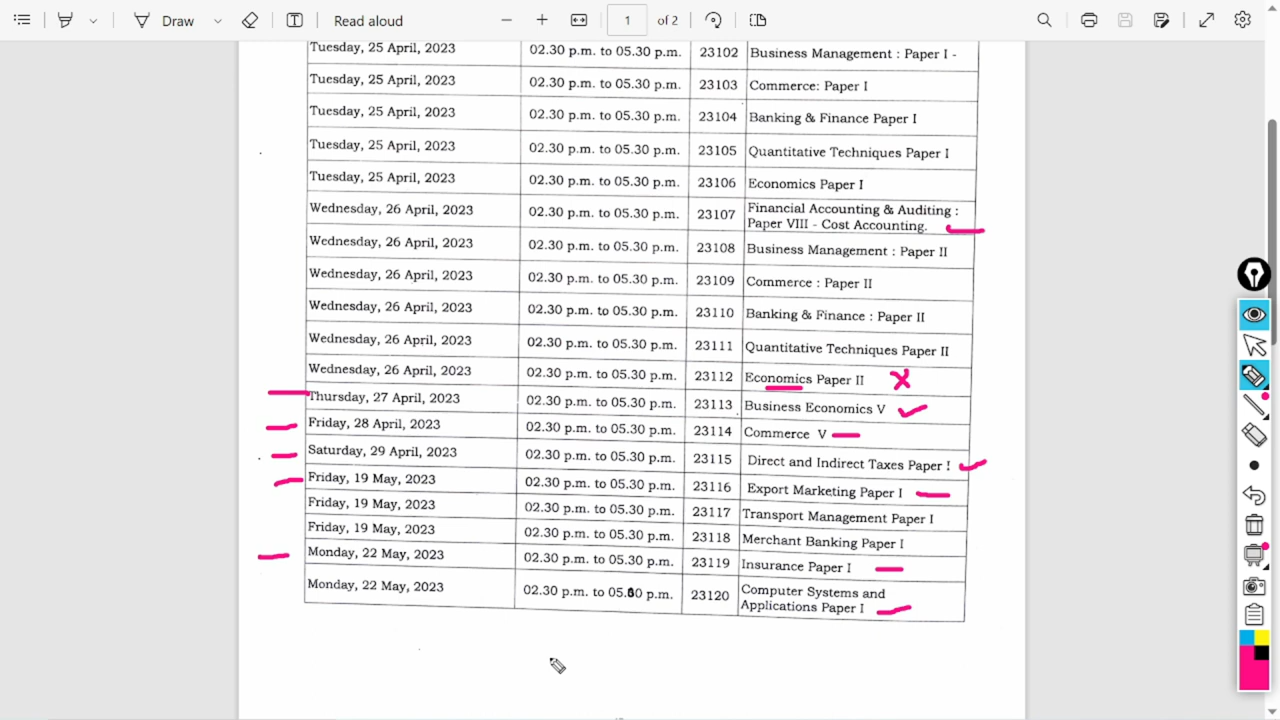 Draw
Read aloud
1 of 2
Tuesday, 25 April, 2023 02.30 p.m. to 05.30 p.m. 23102 Business Management : Paper I -
Tuesday, 25 April, 2023 02.30 p.m. to 05.30 p.m. 23103 Commerce: Paper I
Tuesday, 25 April, 2023 02.30 p.m. to 05.30 p.m. 23104 Banking & Finance Paper I
Tuesday, 25 April, 2023 02.30 p.m. to 05.30 p.m. 23105 Quantitative Techniques Paper I
Tuesday, 25 April, 2023 02.30 p.m. to 05.30 p.m. 23106 Economics Paper I
Wednesday, 26 April, 2023 02.30 p.m. to 05.30 p.m. 23107 Financial Accounting & Auditing :
Paper VIII - Cost Accounting.
Wednesday, 26 April, 2023 02.30 p.m. to 05.30 p.m. 23108 Business Management : Paper II
Wednesday, 26 April, 2023 02.30 p.m. to 05.30 p.m. 23109 Commerce : Paper II
Wednesday, 26 April, 2023 02.30 p.m. to 05.30 p.m. 23110 Banking & Finance : Paper II
Wednesday, 26 April, 2023 02.30 p.m. to 05.30 p.m. 23111 Quantitative Techniques Paper II
Wednesday, 26 April, 2023 02.30 p.m. to 05.30 p.m. 23112 Economics Paper II
Thursday, 27 April, 2023 02.30 p.m. to 05.30 p.m. 23113 Business Economics V
Friday, 28 April, 2023 02.30 p.m. to 05.30 p.m. 23114 Commerce V
Saturday, 29 April, 2023 02.30 p.m. to 05.30 p.m. 23115 Direct and Indirect Taxes Paper I
Friday, 19 May, 2023 02.30 p.m. to 05.30 p.m. 23116 Export Marketing Paper I
Friday, 19 May, 2023 02.30 p.m. to 05.30 p.m. 23117 Transport Management Paper I
Friday, 19 May, 2023 02.30 p.m. to 05.30 p.m. 23118 Merchant Banking Paper I
Monday, 22 May, 2023 02.30 p.m. to 05.30 p.m. 23119 Insurance Paper I
Monday, 22 May, 2023 02.30 p.m. to 05.30 p.m. 23120 Computer Systems and
Applications Paper I